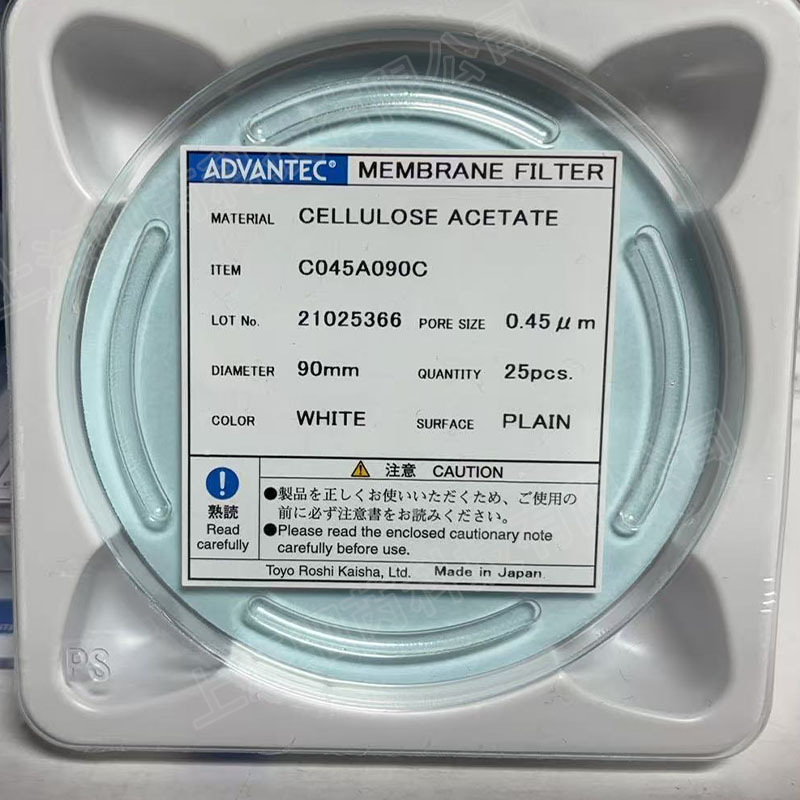 ADVANTEC® MEMBRANE FILTER
MATERIAL CELLULOSE ACETATE
ITEM C045A090C
LOT No. 21025366 PORE SIZE 0.45μm
DIAMETER 90mm QUANTITY 25pcs.
COLOR WHITE SURFACE PLAIN
注意 CAUTION
熟読
Read
carefully
●製品を正しくお使いいただくため、ご使用の
前に必ず注意書をお読みください。
●Please read the enclosed cautionary note
carefully before use.
Toyo Roshi Kaisha, Ltd. Made in Japan
PS